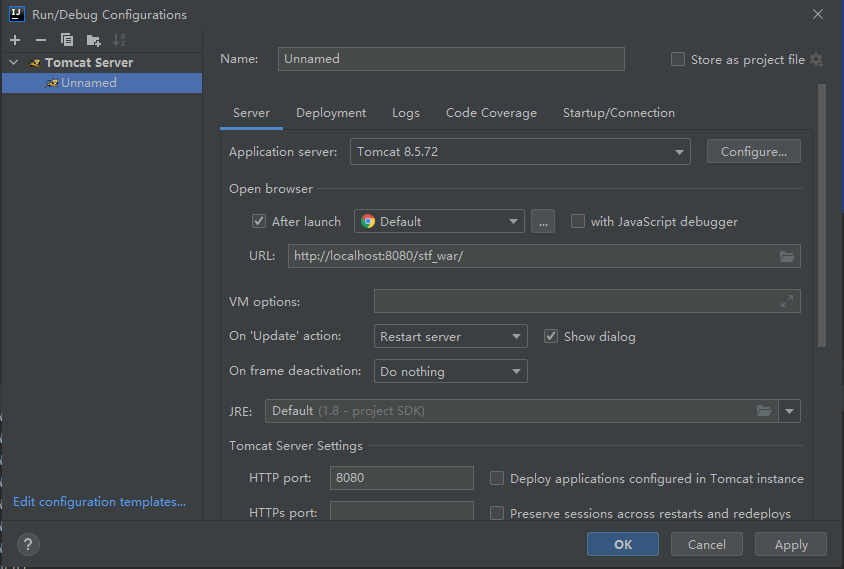 Run/Debug Configurations
Tomcat Server
Unnamed
Edit configuration templates...
Name: Unnamed Store as project file
Server Deployment Logs Code Coverage Startup/Connection
Application server: Tomcat 8.5.72 Configure...
Open browser
After launch Default ... with JavaScript debugger
URL: http://localhost:8080/stf_war/
VM options:
On 'Update' action: Restart server Show dialog
On frame deactivation: Do nothing
JRE: Default (1.8 - project SDK)
Tomcat Server Settings
HTTP port: 8080 Deploy applications configured in Tomcat instance
HTTPs port: Preserve sessions across restarts and redeploys
? OK Cancel Apply